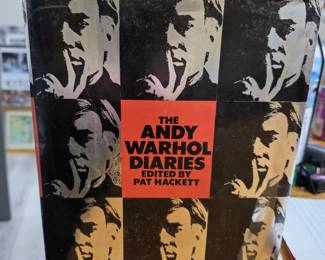 THE
ANDY
WARHOL
DIARIES
EDITED BY
PAT HACKETT